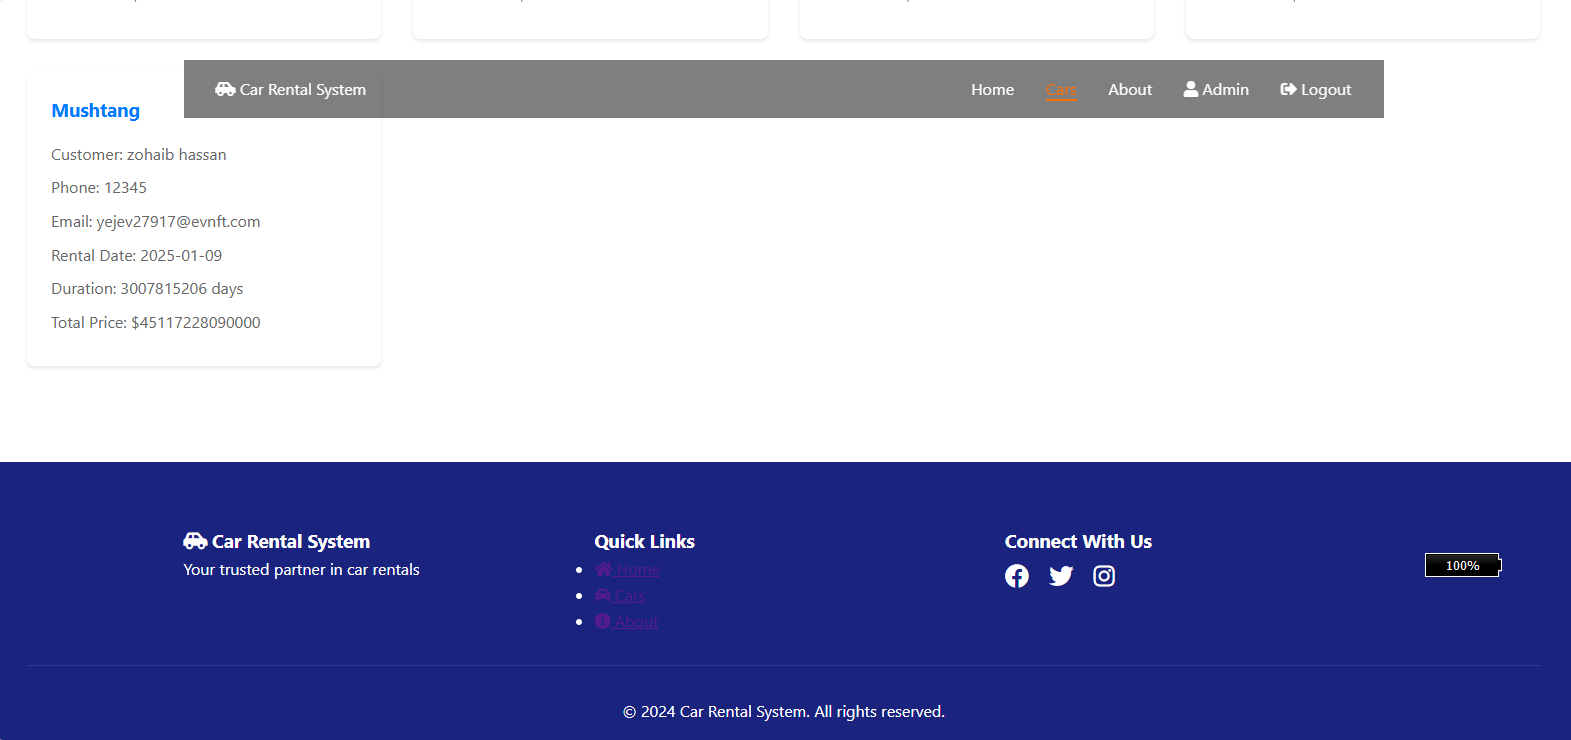 Car Rental System
Home
Cars
About
Admin
Logout
Mushtang
Customer: zohaib hassan
Phone: 12345
Email: yejev27917@evnft.com
Rental Date: 2025-01-09
Duration: 3007815206 days
Total Price: $45117228090000
Car Rental System
Your trusted partner in car rentals
Quick Links
Home
Cars
About
Connect With Us
100%
© 2024 Car Rental System. All rights reserved.